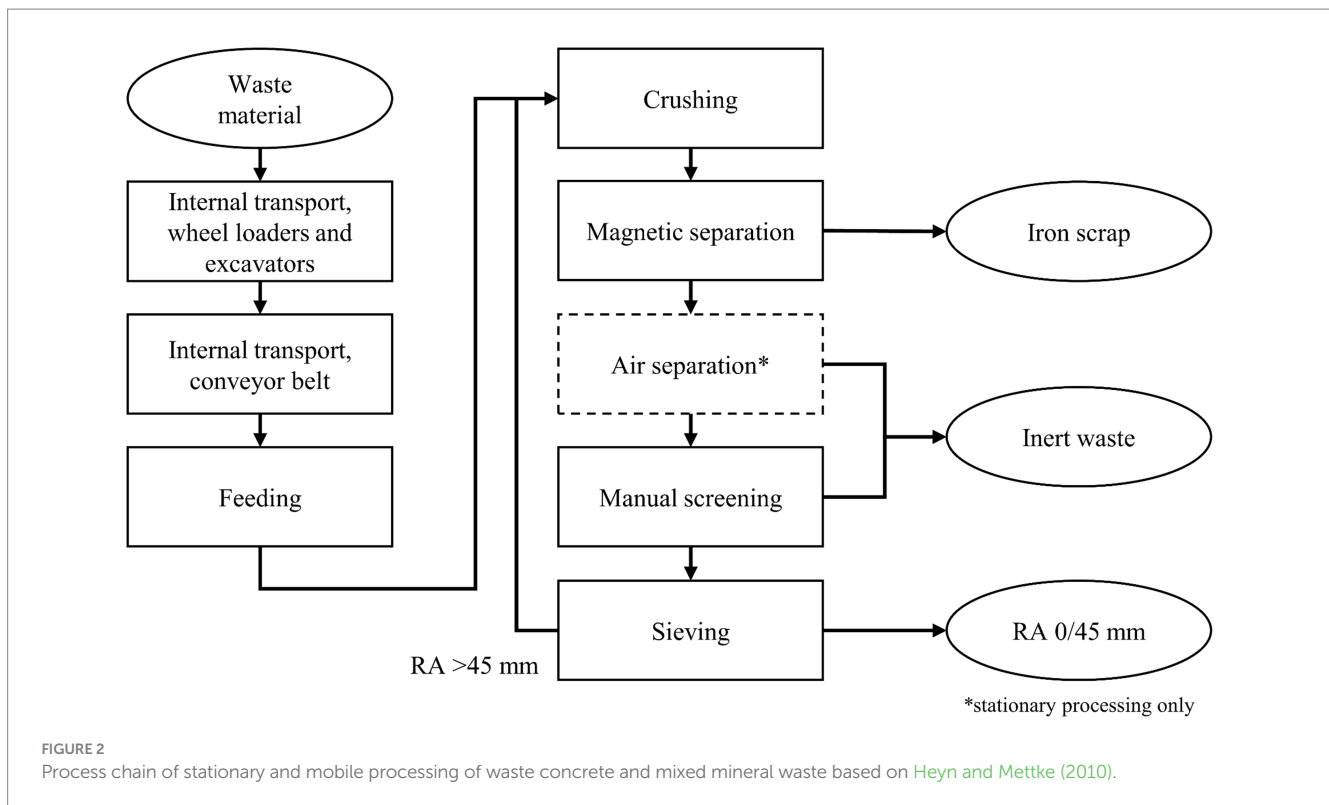 Waste
material
Internal transport,
wheel loaders and
excavators
Internal transport,
conveyor belt
Feeding
Crushing
Magnetic separation
Air separation*
Manual screening
Sieving
RA >45 mm
Iron scrap
Inert waste
RA 0/45 mm
*stationary processing only
FIGURE 2
Process chain of stationary and mobile processing of waste concrete and mixed mineral waste based on Heyn and Mettke (2010).